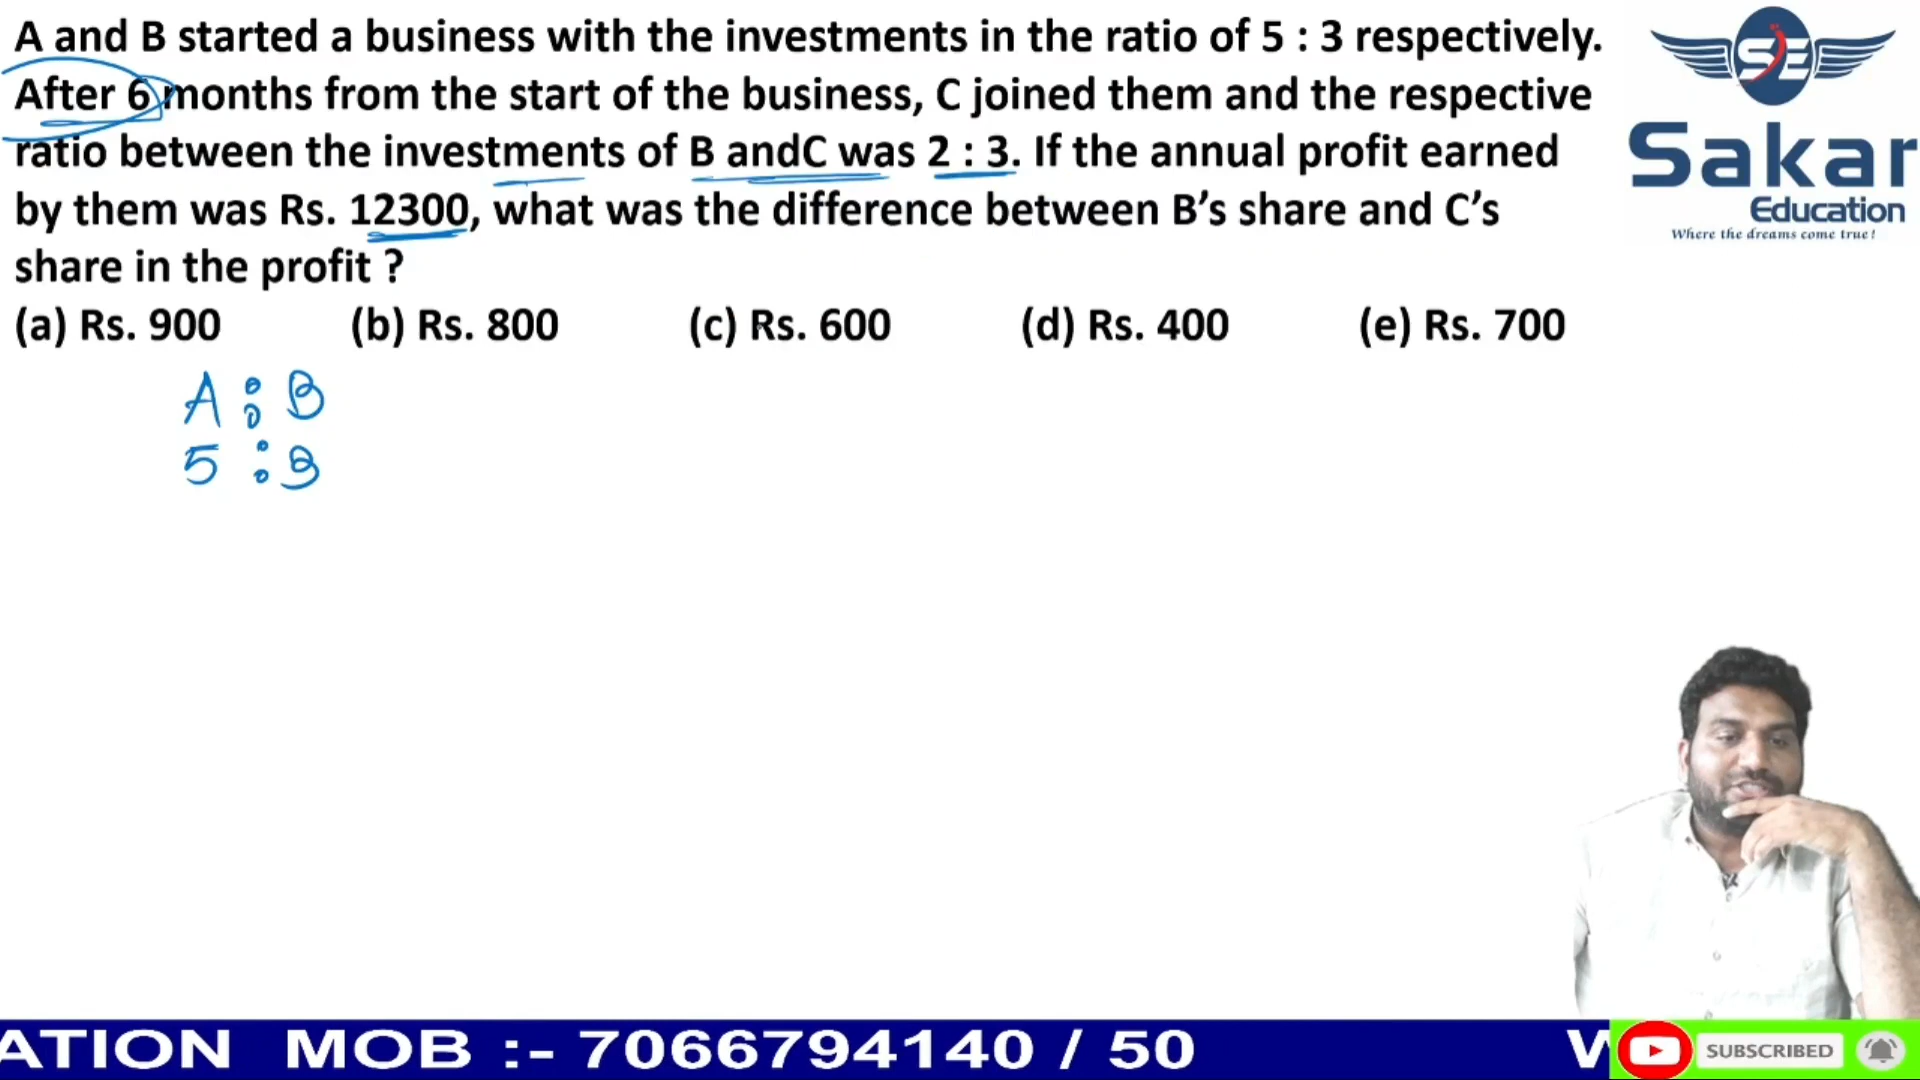 A and B started a business with the investments in the ratio of 5 : 3 respectively.
After 6 months from the start of the business, C joined them and the respective
ratio between the investments of B andC was 2 : 3. If the annual profit earned
by them was Rs. 12300, what was the difference between B’s share and C’s
share in the profit ?
(a) Rs. 900 (b) Rs. 800 (c) Rs. 600 (d) Rs. 400 (e) Rs. 700
SE
Sakar
Education
Where the dreams come true!
A : B
5 : 3
ATION MOB :- 7066794140 / 50
SUBSCRIBED